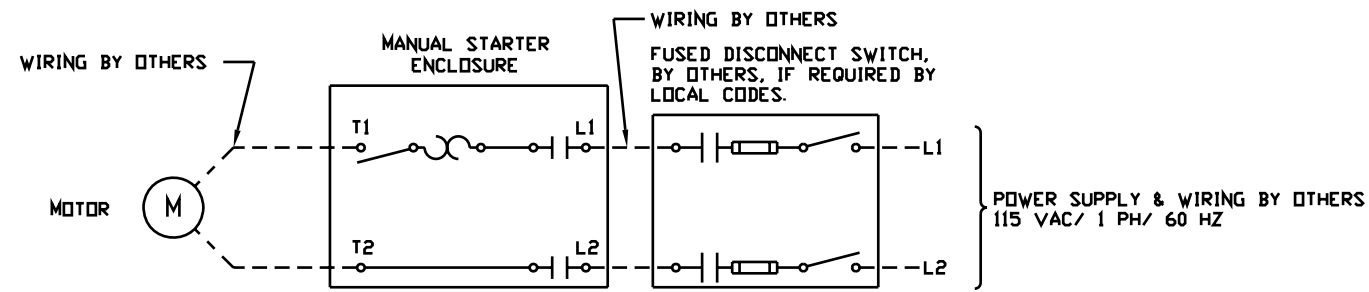 WIRING BY OTHERS
FUSED DISCONNECT SWITCH,
BY OTHERS, IF REQUIRED BY
LOCAL CODES.
MANUAL STARTER
ENCLOSURE
WIRING BY OTHERS
T1
L1
L1
MOTOR
M
POWER SUPPLY & WIRING BY OTHERS
115 VAC/ 1 PH/ 60 HZ
T2
L2
L2